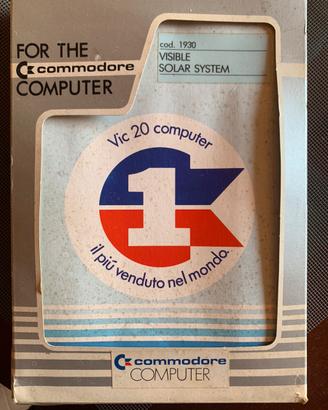 FOR THE
commodore
COMPUTER
cod. 1930
VISIBLE
SOLAR SYSTEM
Vic 20 computer
1
il più venduto nel mondo.
commodore
COMPUTER